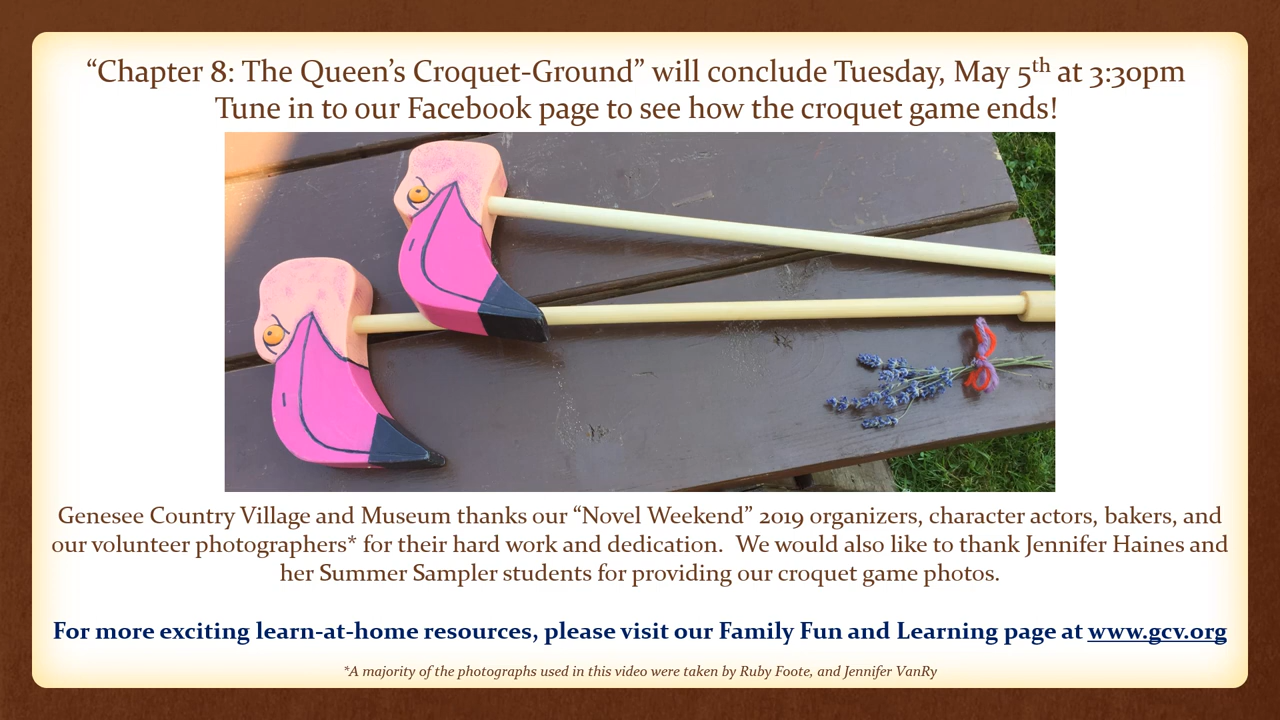 “Chapter 8: The Queen’s Croquet-Ground” will conclude Tuesday, May 5th at 3:30pm
Tune in to our Facebook page to see how the croquet game ends!
Genesee Country Village and Museum thanks our “Novel Weekend” 2019 organizers, character actors, bakers, and
our volunteer photographers* for their hard work and dedication.  We would also like to thank Jennifer Haines and
her Summer Sampler students for providing our croquet game photos.
For more exciting learn-at-home resources, please visit our Family Fun and Learning page at www.gcv.org
*A majority of the photographs used in this video were taken by Ruby Foote, and Jennifer VanRy